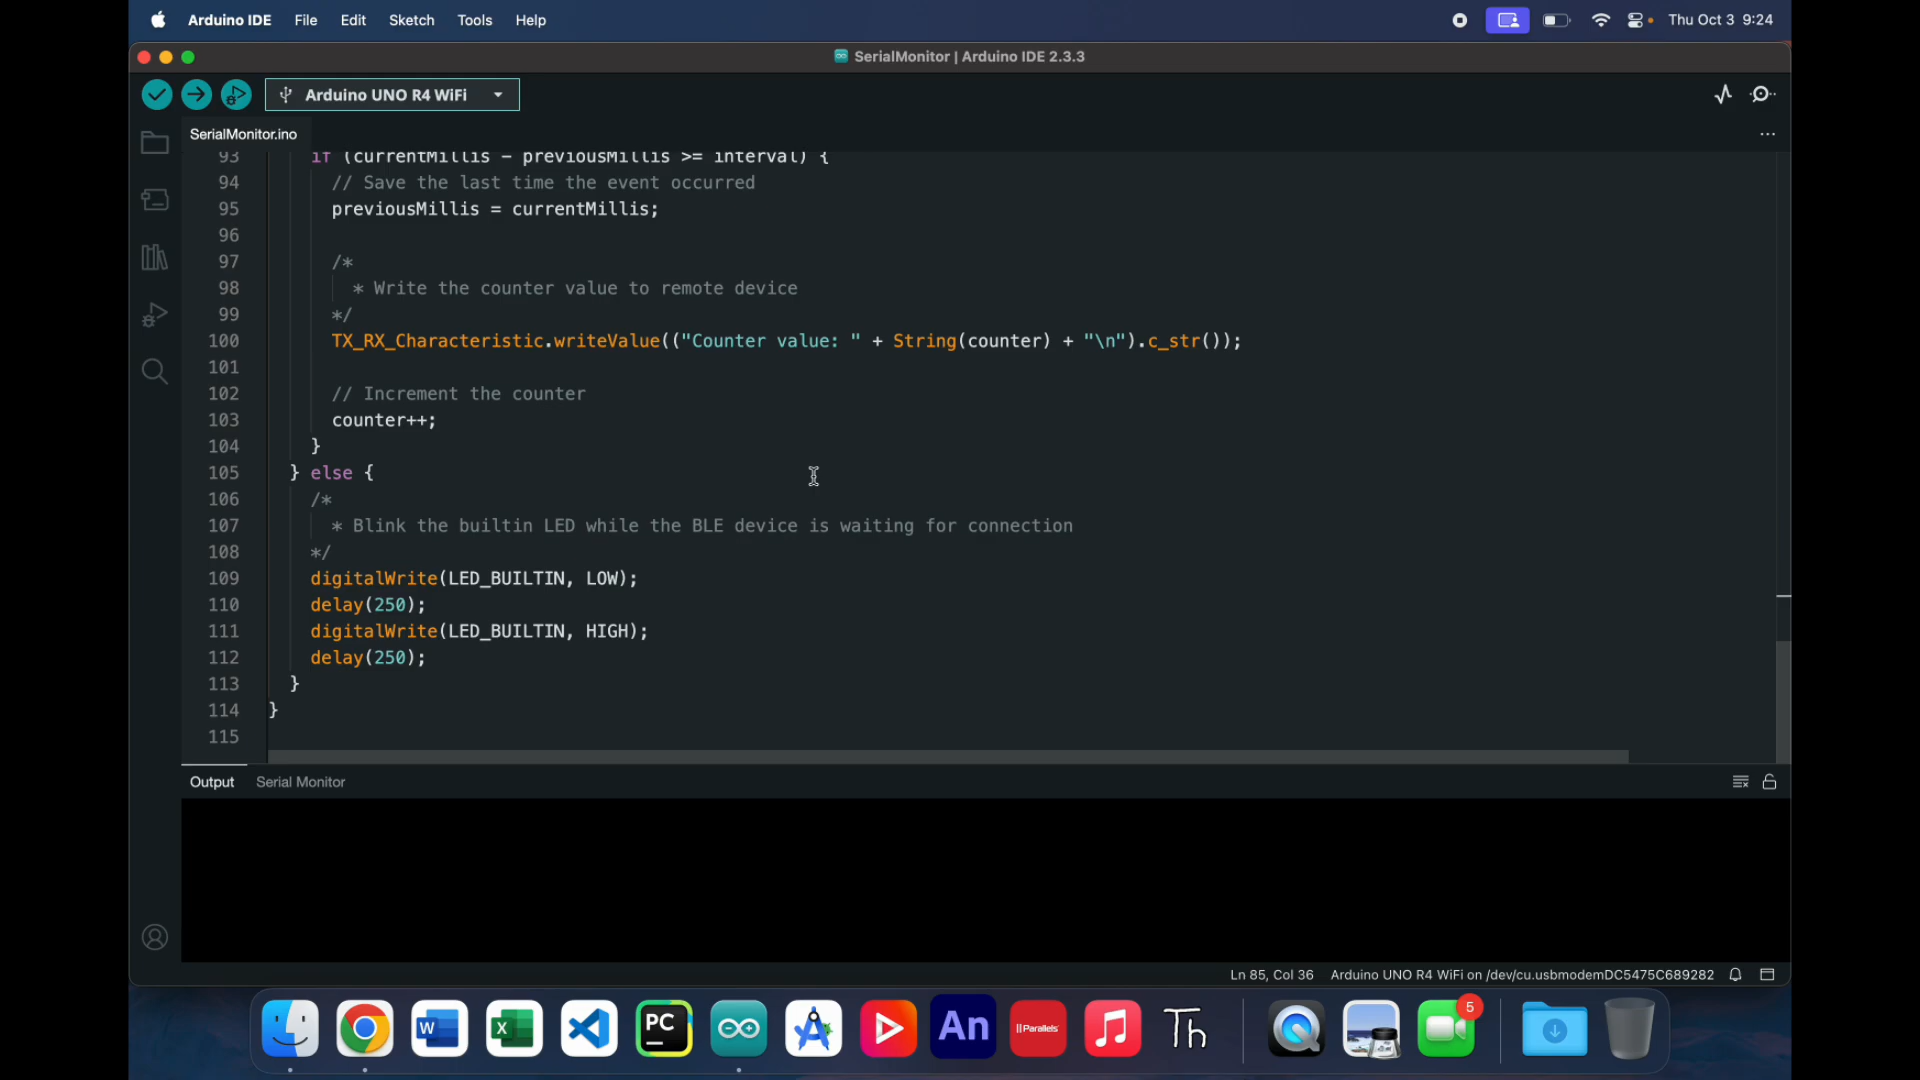 Arduino IDE File Edit Sketch Tools Help Thu Oct 3 9:24
SerialMonitor | Arduino IDE 2.3.3
Arduino UNO R4 WiFi
SerialMonitor.ino
93 if (currentMillis - previousMillis >= interval) {
94 // Save the last time the event occurred
95 previousMillis = currentMillis;
96
97 /*
98 * Write the counter value to remote device
99 */
100 TX_RX_Characteristic.writeValue(("Counter value: " + String(counter) + "\n").c_str());
101
102 // Increment the counter
103 counter++;
104 }
105 } else {
106 /*
107 * Blink the builtin LED while the BLE device is waiting for connection
108 */
109 digitalWrite(LED_BUILTIN, LOW);
110 delay(250);
111 digitalWrite(LED_BUILTIN, HIGH);
112 delay(250);
113 }
114 }
115
Output Serial Monitor
Ln 85, Col 36 Arduino UNO R4 WiFi on /dev/cu.usbmodemDC5475C689282
W X PC An Parallels Th 5